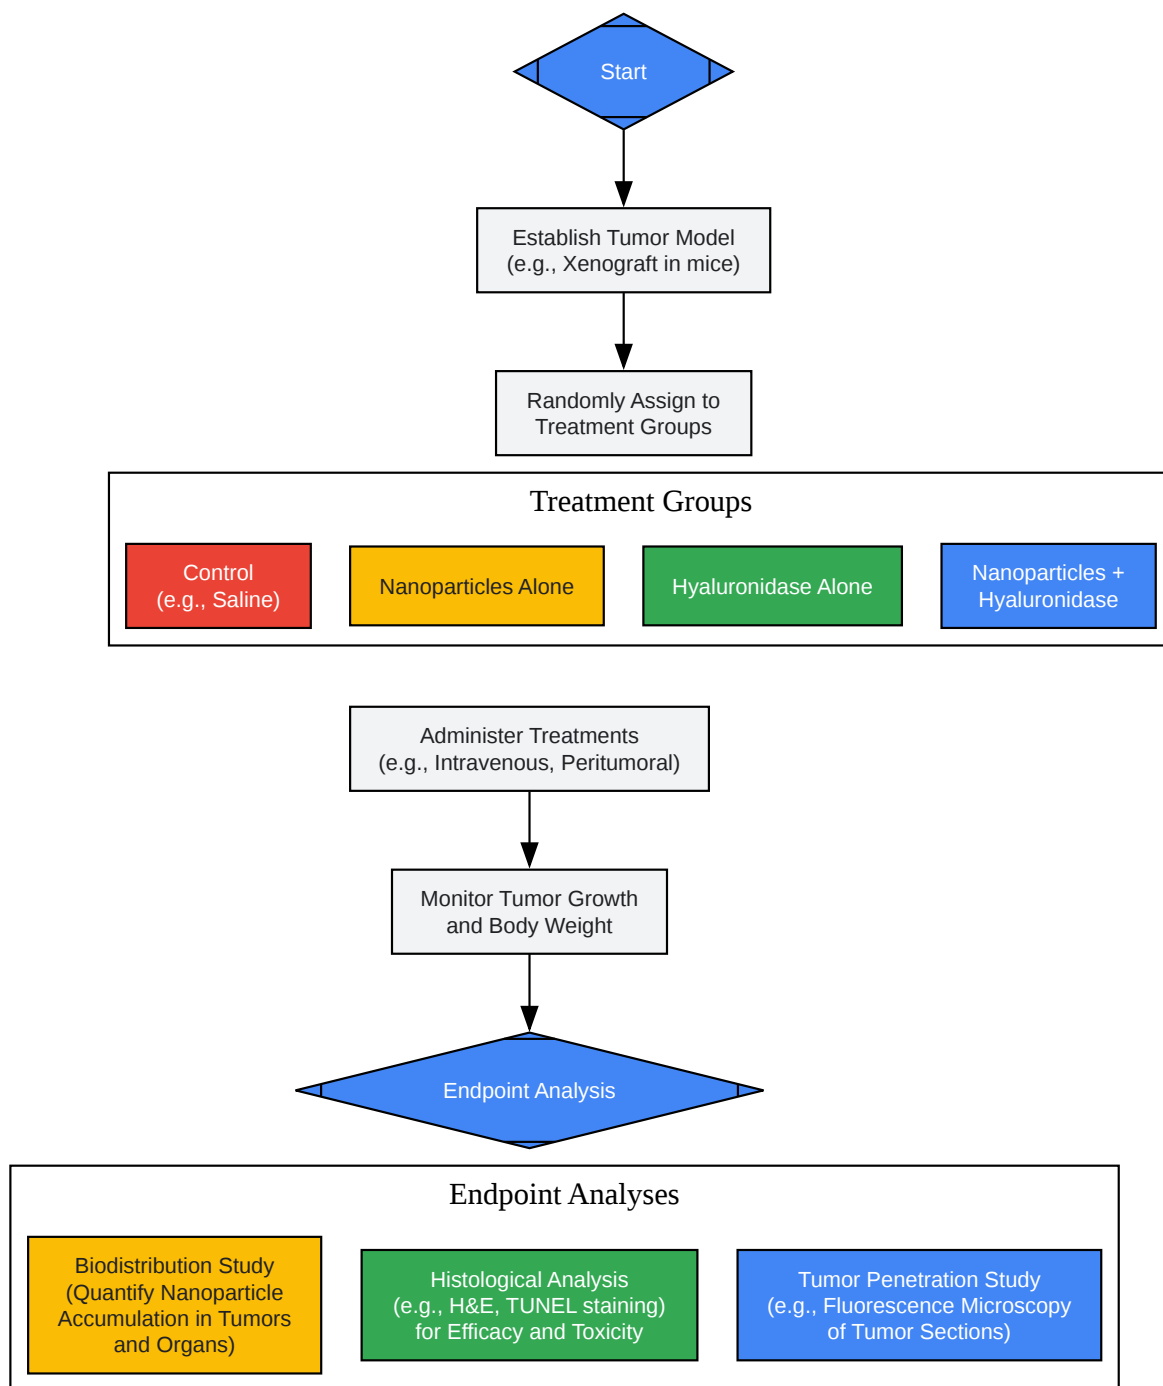 Start
Establish Tumor Model
(e.g., Xenograft in mice)
Randomly Assign to
Treatment Groups
Treatment Groups
Control
(e.g., Saline)
Nanoparticles Alone
Hyaluronidase Alone
Nanoparticles +
Hyaluronidase
Administer Treatments
(e.g., Intravenous, Peritumoral)
Monitor Tumor Growth
and Body Weight
Endpoint Analysis
Endpoint Analyses
Biodistribution Study
(Quantify Nanoparticle
Accumulation in Tumors
and Organs)
Histological Analysis
(e.g., H&E, TUNEL staining)
for Efficacy and Toxicity
Tumor Penetration Study
(e.g., Fluorescence Microscopy
of Tumor Sections)